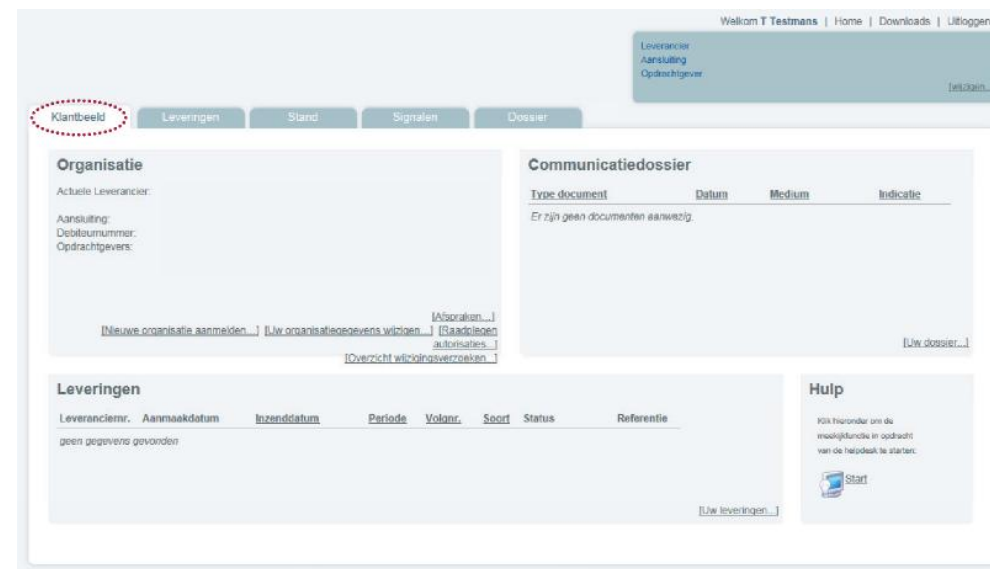 Welkom T Testmans | Home | Downloads | Uitloggen
Leverancier
Aansluiting
Opdrachtgever
[wijzigen...
Klantbeeld Leveringen Stand Signalen Dossier
Organisatie
Actuele Leverancier:
Aansluiting:
Debiteurnummer:
Opdrachtgevers:
[Afspraken...]
[Nieuwe organisatie aanmelden...] [Uw organisatiegegevens wijzigen...] [Raadplegen
autorisaties...]
[Overzicht wijzigingsverzoeken...]
Communicatiedossier
Type document Datum Medium Indicatie
Er zijn geen documenten aanwezig.
[Uw dossier...]
Leveringen
Leveranciernr. Aanmaakdatum Inzenddatum Periode Volgnr. Soort Status Referentie
geen gegevens gevonden
[Uw leveringen...]
Hulp
Klik hieronder om de
meekijkfunctie in opdracht
van de helpdesk te starten:
Start